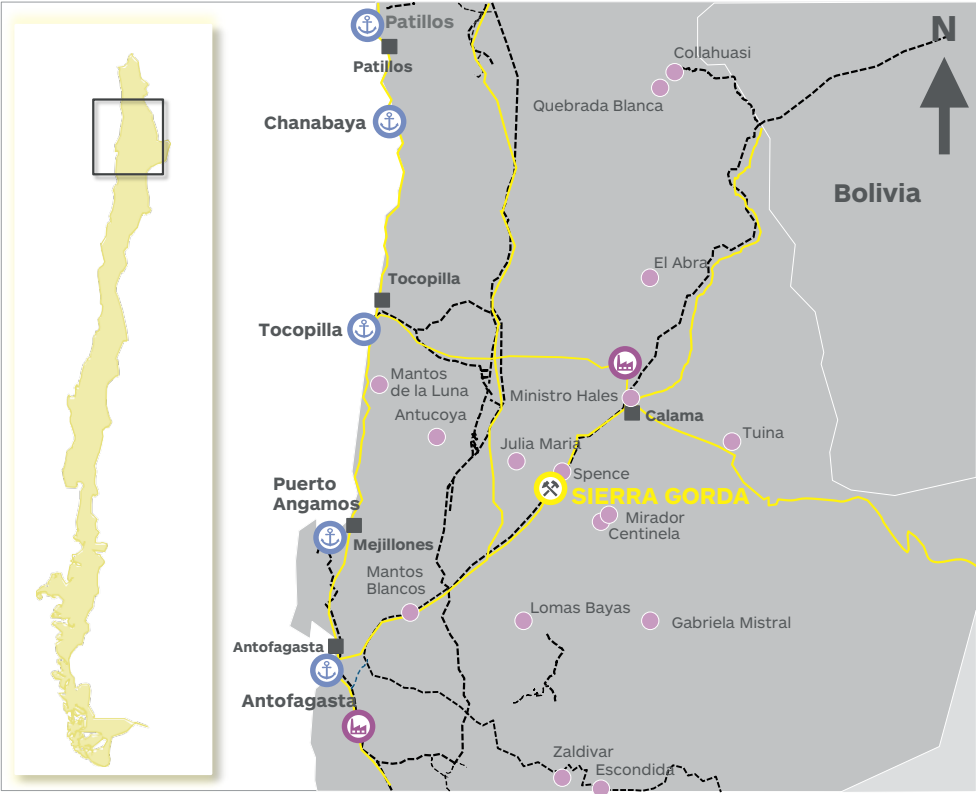 Patillos
N
Collahuasi
Patillos
Quebrada Blanca
Chanabaya
Bolivia
El Abra
Tocopilla
Tocopilla
Mantos
de la Luna
Ministro Hales
Antucoya
Calama
Tuina
Julia Maria
Spence
Puerto
Angamos
SIERRA GORDA
Mirador
Centinela
Mejillones
Mantos
Blancos
Lomas Bayas
Gabriela Mistral
Antofagasta
Antofagasta
Zaldivar
Escondida